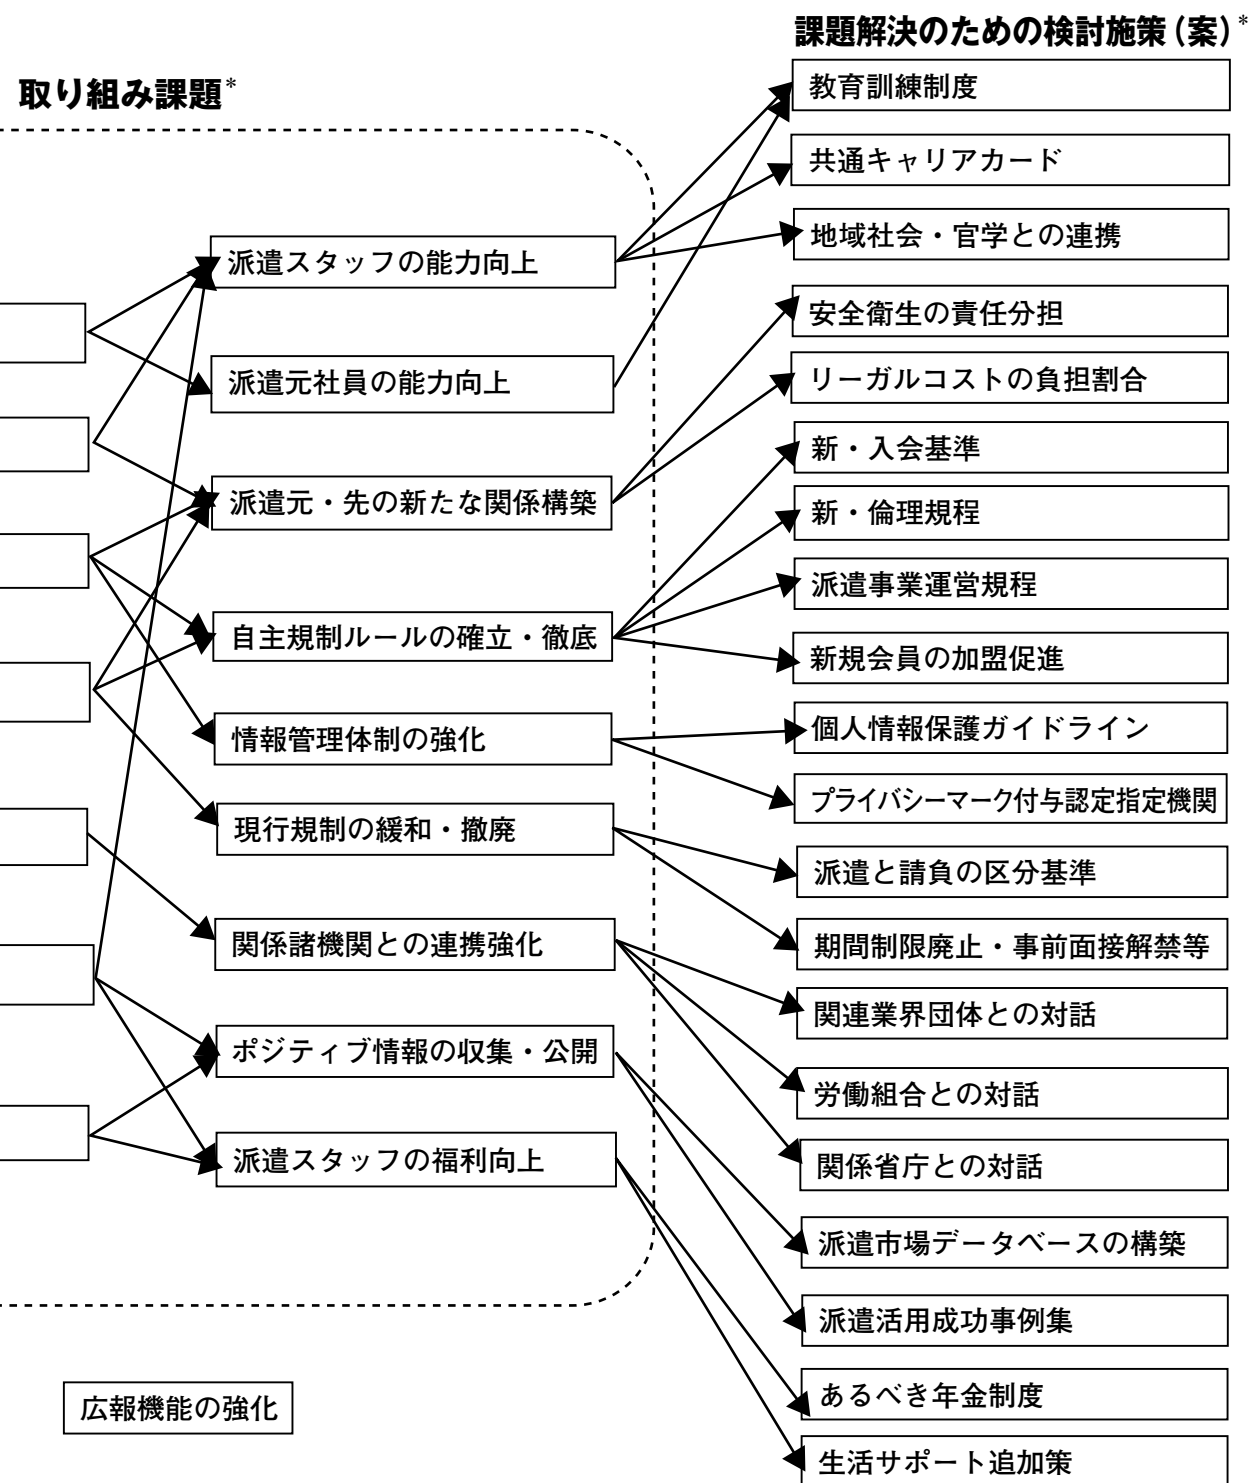 課題解決のための検討施策（案）*
取り組み課題*
派遣スタッフの能力向上
派遣元社員の能力向上
派遣元・先の新たな関係構築
自主規制ルールの確立・徹底
情報管理体制の強化
現行規制の緩和・撤廃
関係諸機関との連携強化
ポジティブ情報の収集・公開
派遣スタッフの福利向上
広報機能の強化
教育訓練制度
共通キャリアカード
地域社会・官学との連携
安全衛生の責任分担
リーガルコストの負担割合
新・入会基準
新・倫理規程
派遣事業運営規程
新規会員の加盟促進
個人情報保護ガイドライン
プライバシーマーク付与認定指定機関
派遣と請負の区分基準
期間制限廃止・事前面接解禁等
関連業界団体との対話
労働組合との対話
関係省庁との対話
派遣市場データベースの構築
派遣活用成功事例集
あるべき年金制度
生活サポート追加策